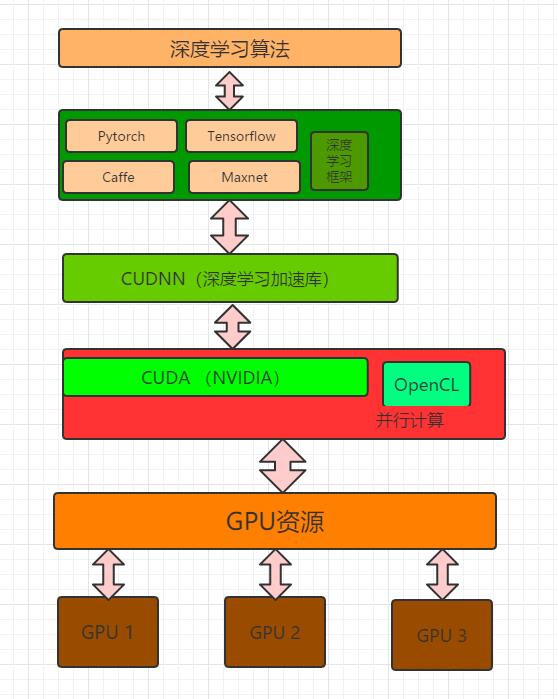 深度学习算法
Pytorch
Tensorflow
深度
学习
框架
Caffe
Maxnet
CUDNN（深度学习加速库）
CUDA （NVIDIA）
OpenCL
并行计算
GPU资源
GPU 1
GPU 2
GPU 3